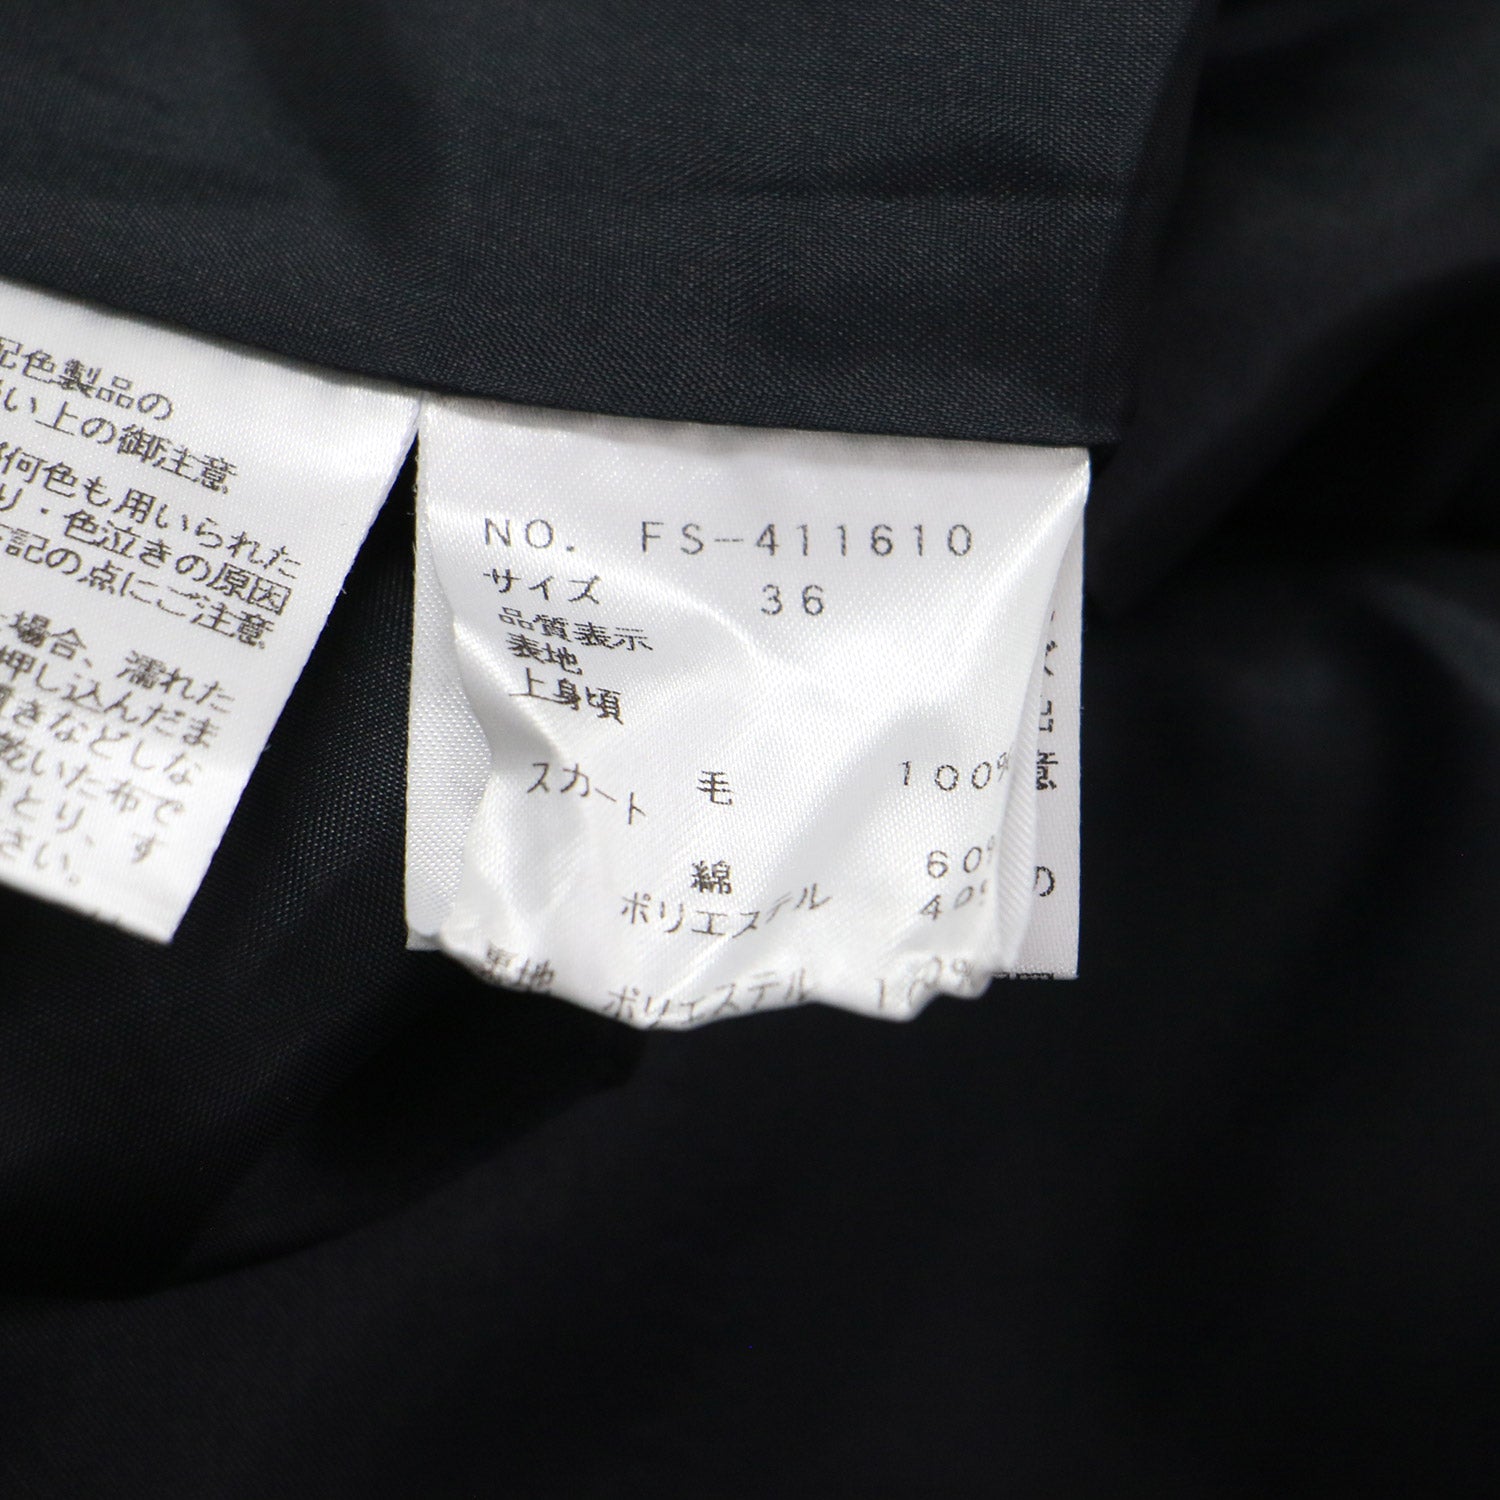 配色製品の
い上の御注意
何色も用いられた
り・色泣きの原因
記の点にご注意
場合、濡れた
押し込んだま
きなどしな
乾いた布で
とり、す
さい。
NO. FS-411610
サイズ 36
品質表示
表地
上身頃
毛 100%
スカート
綿 60%
ポリエステル 40%
裏地 ポリエステル 100%
意
の